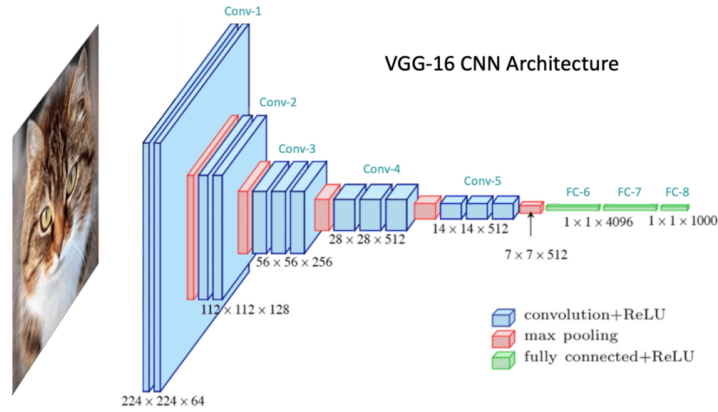 Conv-1
VGG-16 CNN Architecture
Conv-2
Conv-3
Conv-4
Conv-5
FC-6
FC-7
FC-8
1 × 1 × 4096
1 × 1 × 1000
14 × 14 × 512
28 × 28 × 512
7 × 7 × 512
56 × 56 × 256
112 × 112 × 128
224 × 224 × 64
convolution+ReLU
max pooling
fully connected+ReLU